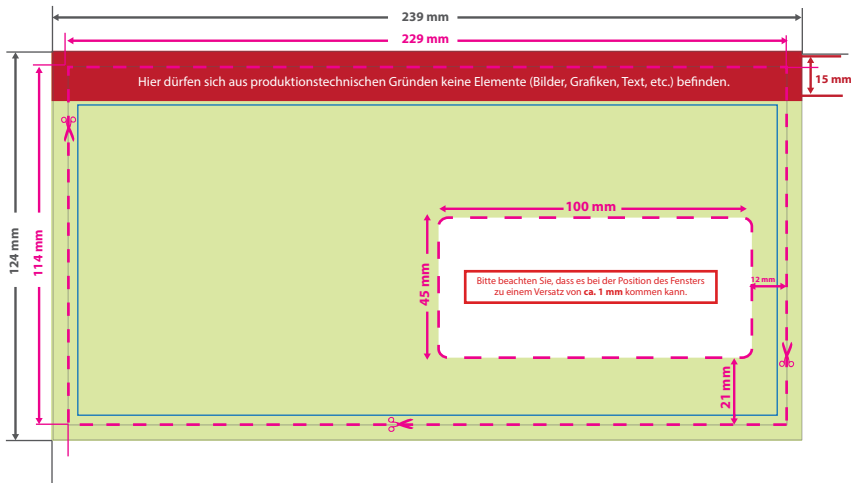 239 mm
229 mm
Hier dürfen sich aus produktionstechnischen Gründen keine Elemente (Bilder, Grafiken, Text, etc.) befinden.
15 mm
124 mm
114 mm
100 mm
45 mm
Bitte beachten Sie, dass es bei der Position des Fensters
zu einem Versatz von ca. 1 mm kommen kann.
12 mm
21 mm